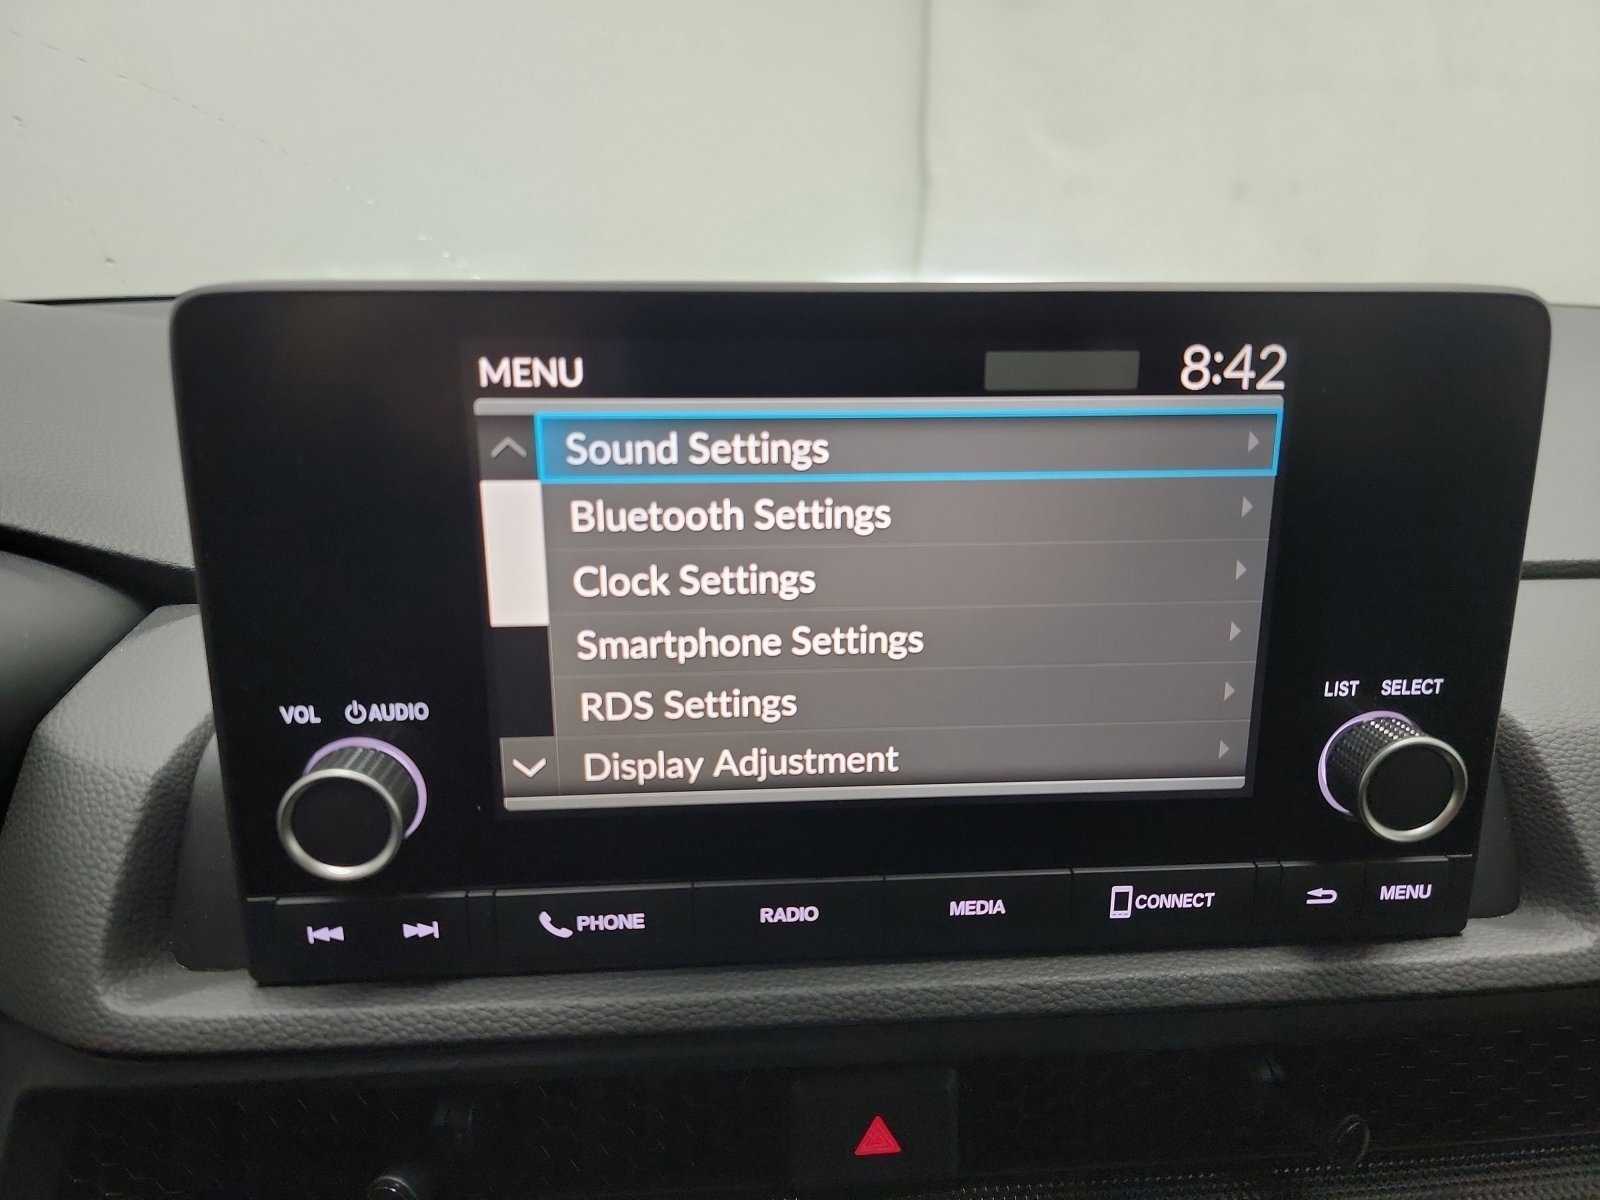 MENU
8:42
Sound Settings
Bluetooth Settings
Clock Settings
Smartphone Settings
RDS Settings
Display Adjustment
VOL
AUDIO
LIST
SELECT
PHONE
RADIO
MEDIA
CONNECT
MENU